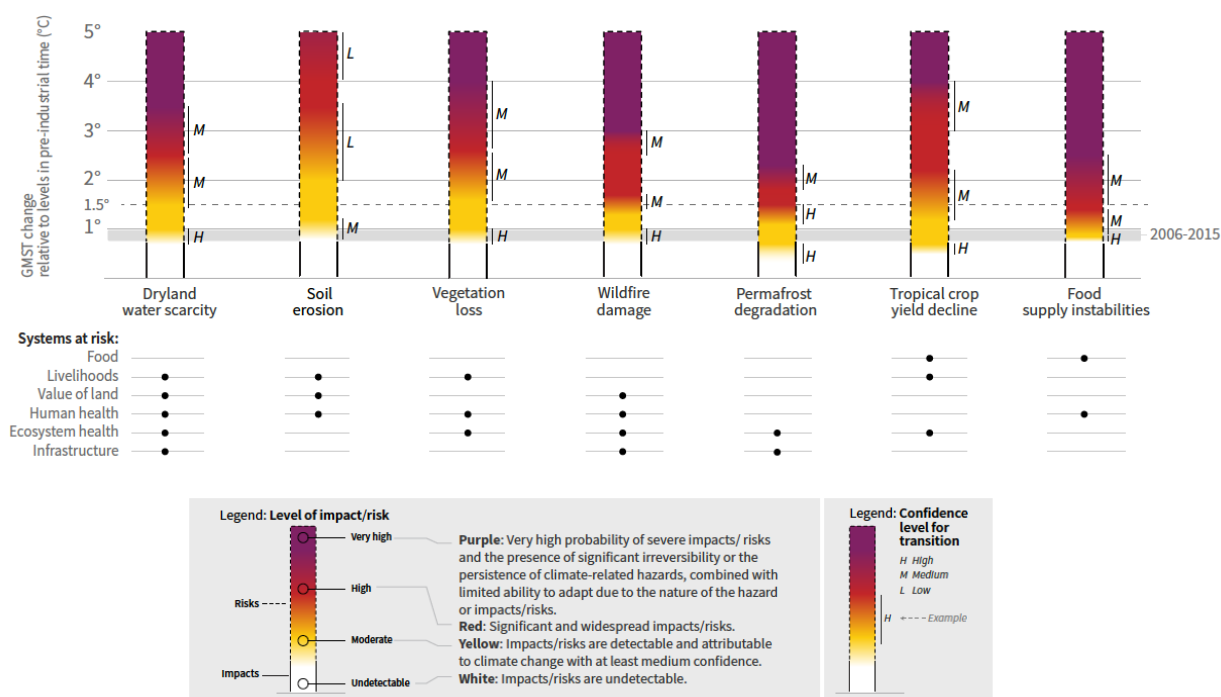 GMST change
relative to levels in pre-industrial time (°C)
5°
4°
3°
2°
1.5°
1°
M
M
H
L
L
M
M
M
H
M
M
H
M
H
H
M
M
H
M
M
H
2006-2015
Dryland
water scarcity
Soil
erosion
Vegetation
loss
Wildfire
damage
Permafrost
degradation
Tropical crop
yield decline
Food
supply instabilities
Systems at risk:
Food
Livelihoods
Value of land
Human health
Ecosystem health
Infrastructure
Legend: Level of impact/risk
Very high
High
Moderate
Undetectable
Risks
Impacts
Purple: Very high probability of severe impacts/ risks
and the presence of significant irreversibility or the
persistence of climate-related hazards, combined with
limited ability to adapt due to the nature of the hazard
or impacts/risks.
Red: Significant and widespread impacts/risks.
Yellow: Impacts/risks are detectable and attributable
to climate change with at least medium confidence.
White: Impacts/risks are undetectable.
Legend: Confidence
level for
transition
H High
M Medium
L Low
H
Example